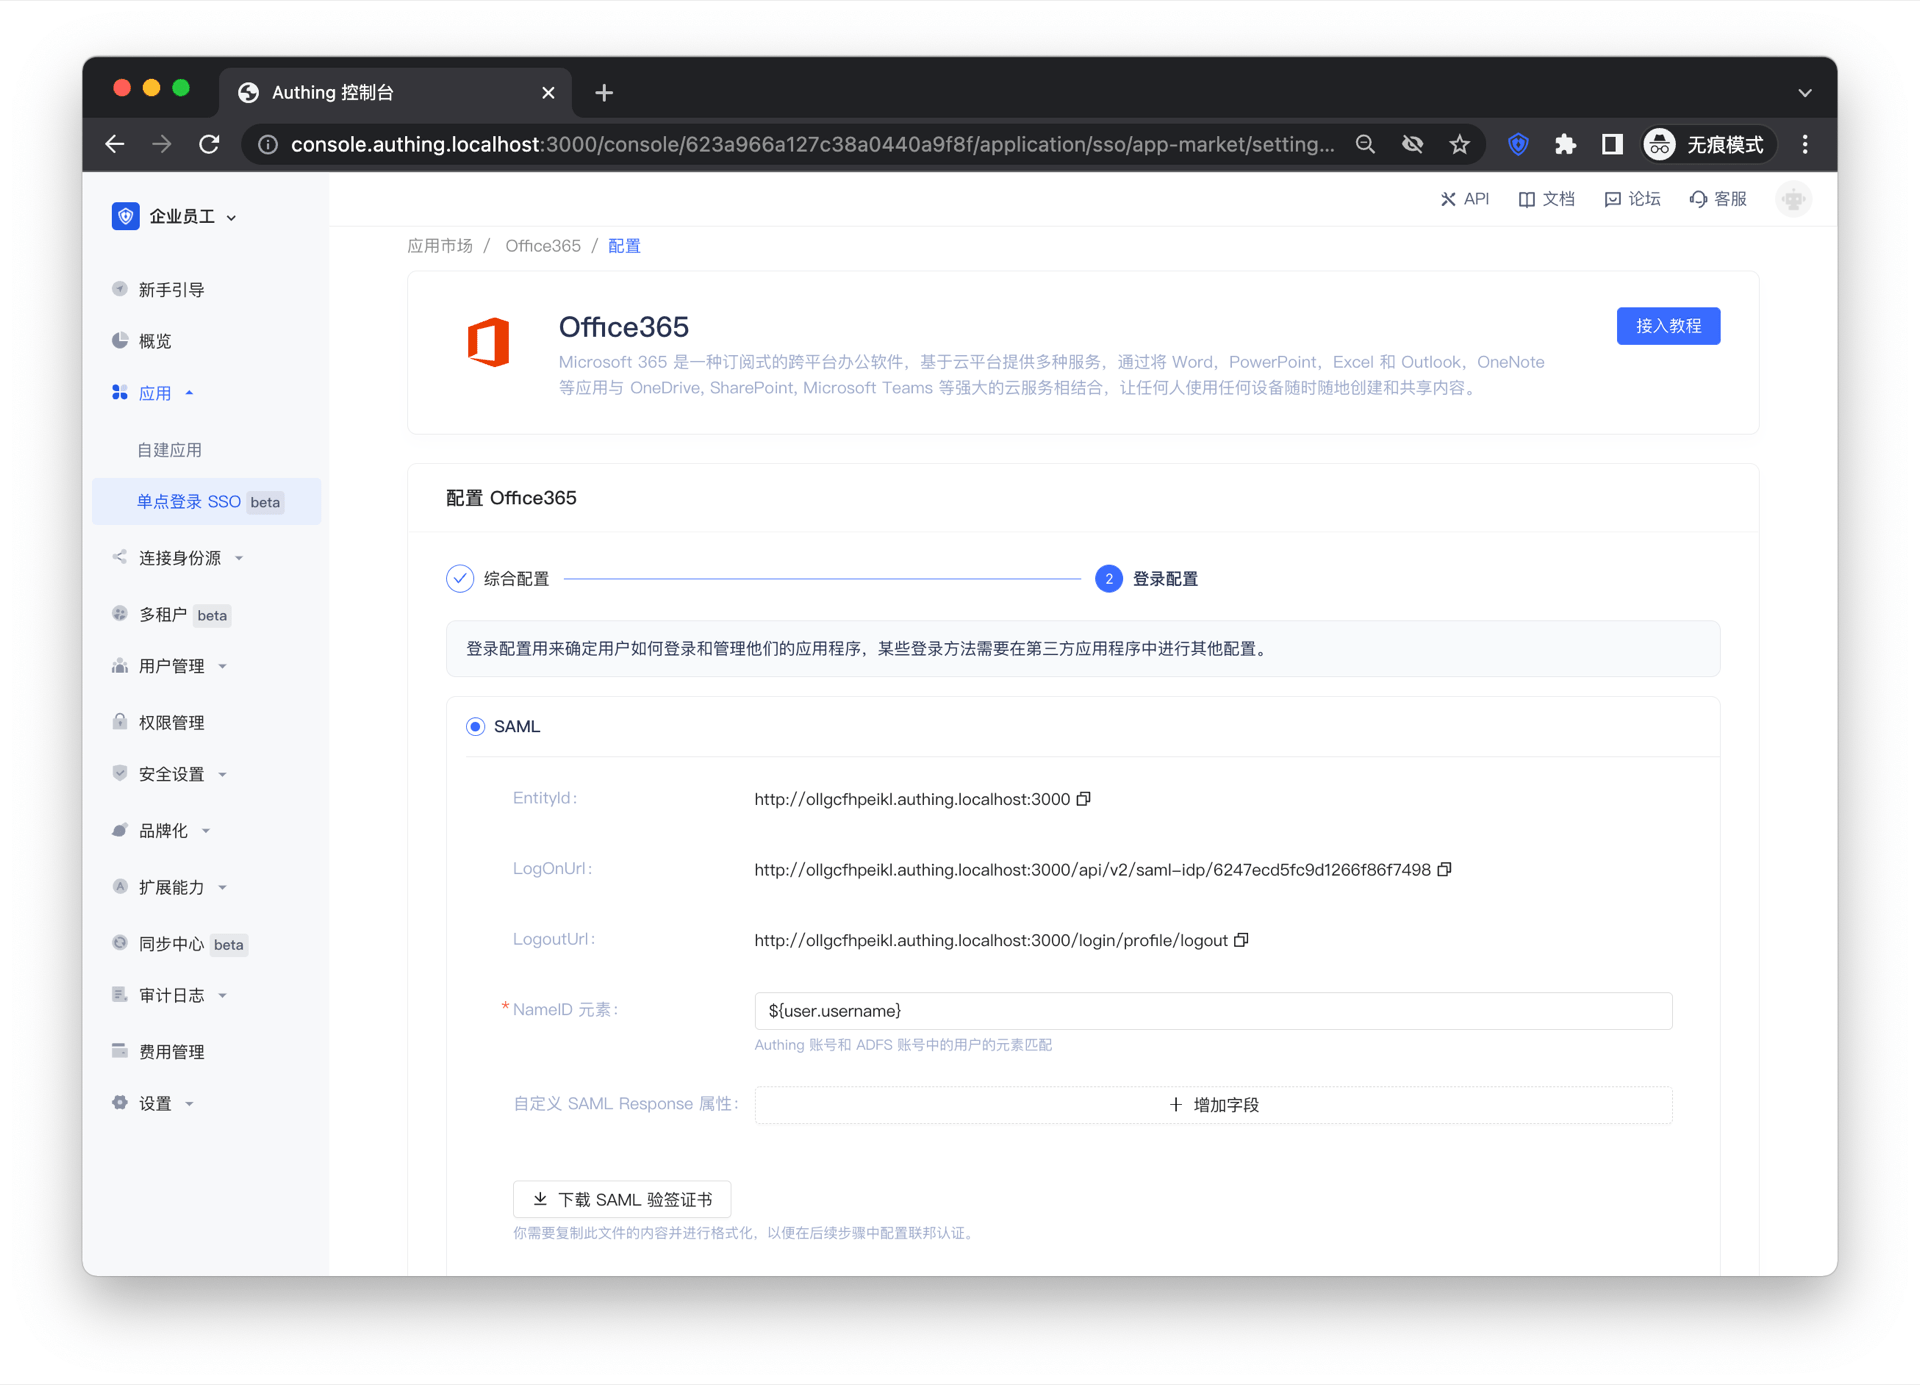 Authing 控制台
console.authing.localhost:3000/console/623a966a127c38a0440a9f8f/application/sso/app-market/setting...
无痕模式
企业员工
API
文档
论坛
客服
新手引导
概览
应用
自建应用
单点登录 SSO beta
连接身份源
多租户 beta
用户管理
权限管理
安全设置
品牌化
扩展能力
同步中心 beta
审计日志
费用管理
设置
应用市场 / Office365 / 配置
Office365
接入教程
Microsoft 365 是一种订阅式的跨平台办公软件，基于云平台提供多种服务，通过将 Word，PowerPoint，Excel 和 Outlook，OneNote
等应用与 OneDrive, SharePoint, Microsoft Teams 等强大的云服务相结合，让任何人使用任何设备随时随地创建和共享内容。
配置 Office365
综合配置
2 登录配置
登录配置用来确定用户如何登录和管理他们的应用程序，某些登录方法需要在第三方应用程序中进行其他配置。
SAML
EntityId: http://ollgcfhpeikl.authing.localhost:3000
LogOnUrl: http://ollgcfhpeikl.authing.localhost:3000/api/v2/saml-idp/6247ecd5fc9d1266f86f7498
LogoutUrl: http://ollgcfhpeikl.authing.localhost:3000/login/profile/logout
* NameID 元素: ${user.username}
Authing 账号和 ADFS 账号中的用户的元素匹配
自定义 SAML Response 属性: + 增加字段
下载 SAML 验签证书
你需要复制此文件的内容并进行格式化，以便在后续步骤中配置联邦认证。